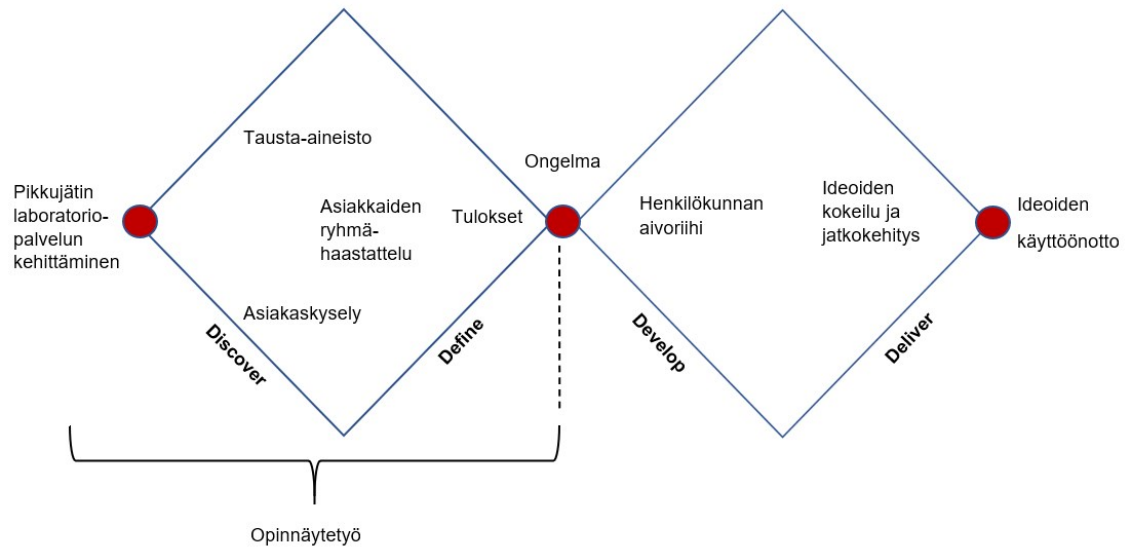 Pikkujätin
laboratorio-
palvelun
kehittäminen
Tausta-aineisto
Asiakkaiden
ryhmä-
haastattelu
Asiakaskysely
Discover
Tulokset
Define
Ongelma
Henkilökunnan
aivoriihi
Develop
Ideoiden
kokeilu ja
jatkokehitys
Deliver
Ideoiden
käyttöönotto
Opinnäytetyö